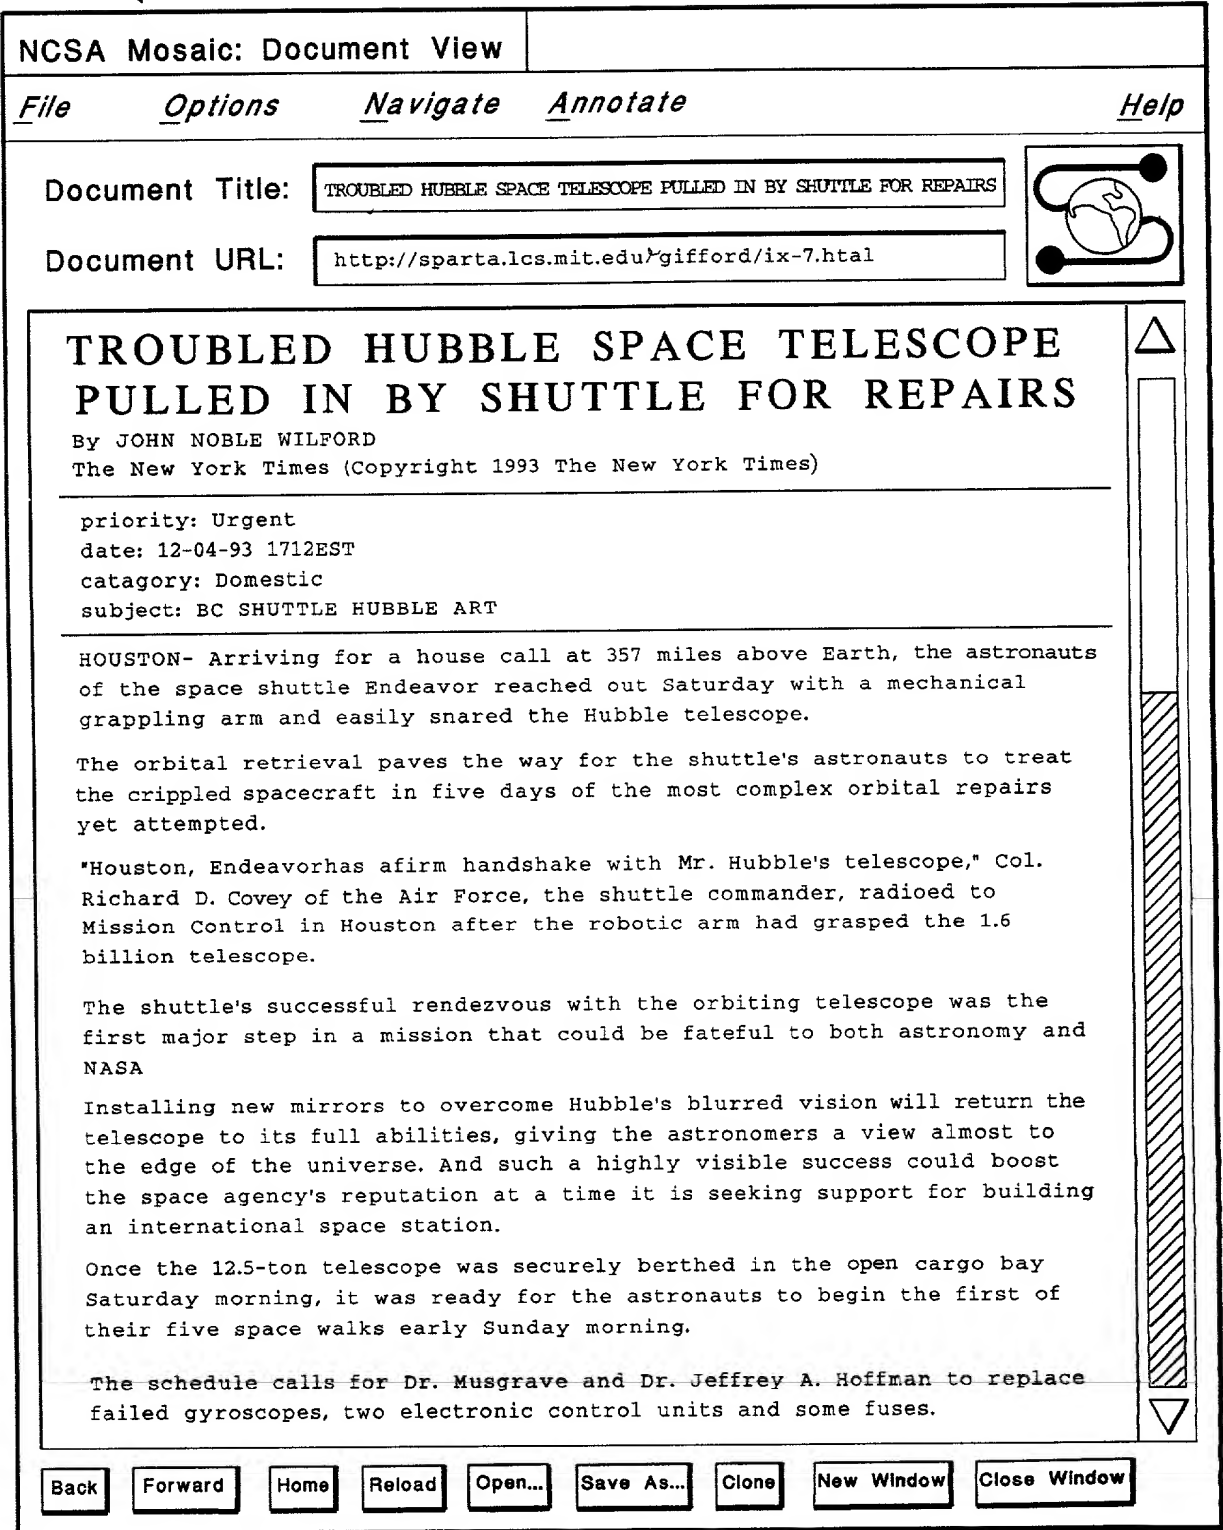 NCSA Mosaic: Document View
File Options Navigate Annotate Help
Document Title: TROUBLED HUBBLE SPACE TELESCOPE PULLED IN BY SHUTTLE FOR REPAIRS
Document URL: http://sparta.lcs.mit.edu/gifford/ix-7.htal
TROUBLED HUBBLE SPACE TELESCOPE
PULLED IN BY SHUTTLE FOR REPAIRS
By JOHN NOBLE WILFORD
The New York Times (Copyright 1993 The New York Times)
priority: Urgent
date: 12-04-93 1712EST
catagory: Domestic
subject: BC SHUTTLE HUBBLE ART
HOUSTON- Arriving for a house call at 357 miles above Earth, the astronauts
of the space shuttle Endeavor reached out Saturday with a mechanical
grappling arm and easily snared the Hubble telescope.
The orbital retrieval paves the way for the shuttle's astronauts to treat
the crippled spacecraft in five days of the most complex orbital repairs
yet attempted.
"Houston, Endeavorhas afirm handshake with Mr. Hubble's telescope," Col.
Richard D. Covey of the Air Force, the shuttle commander, radioed to
Mission Control in Houston after the robotic arm had grasped the 1.6
billion telescope.
The shuttle's successful rendezvous with the orbiting telescope was the
first major step in a mission that could be fateful to both astronomy and
NASA
Installing new mirrors to overcome Hubble's blurred vision will return the
telescope to its full abilities, giving the astronomers a view almost to
the edge of the universe. And such a highly visible success could boost
the space agency's reputation at a time it is seeking support for building
an international space station.
Once the 12.5-ton telescope was securely berthed in the open cargo bay
Saturday morning, it was ready for the astronauts to begin the first of
their five space walks early Sunday morning.
The schedule calls for Dr. Musgrave and Dr. Jeffrey A. Hoffman to replace
failed gyroscopes, two electronic control units and some fuses.
Back Forward Home Reload Open... Save As... Clone New Window Close Window